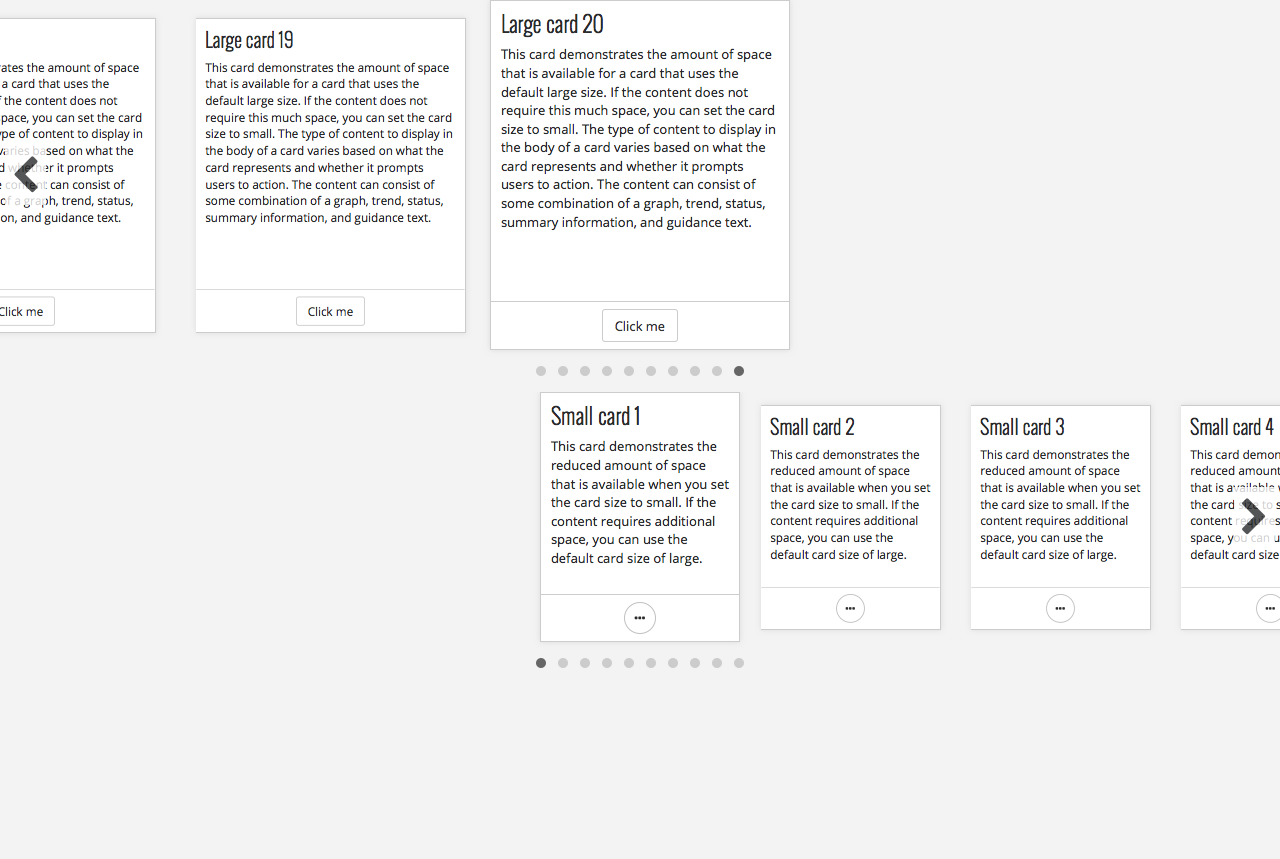 ates the amount of space
a card that uses the
the content does not
pace, you can set the card
ype of content to display in
varies based on what the
d whether it prompts
content can consist of
of a graph, trend, status,
on, and guidance text.
Click me
Large card 19
This card demonstrates the amount of space
that is available for a card that uses the
default large size. If the content does not
require this much space, you can set the card
size to small. The type of content to display in
the body of a card varies based on what the
card represents and whether it prompts
users to action. The content can consist of
some combination of a graph, trend, status,
summary information, and guidance text.
Click me
Large card 20
This card demonstrates the amount of space
that is available for a card that uses the
default large size. If the content does not
require this much space, you can set the card
size to small. The type of content to display in
the body of a card varies based on what the
card represents and whether it prompts
users to action. The content can consist of
some combination of a graph, trend, status,
summary information, and guidance text.
Click me
Small card 1
This card demonstrates the
reduced amount of space
that is available when you set
the card size to small. If the
content requires additional
space, you can use the
default card size of large.
Small card 2
This card demonstrates the
reduced amount of space
that is available when you set
the card size to small. If the
content requires additional
space, you can use the
default card size of large.
Small card 3
This card demonstrates the
reduced amount of space
that is available when you set
the card size to small. If the
content requires additional
space, you can use the
default card size of large.
Small card 4
This card demon
reduced amount
that is available
the card size to s
content
space, you can u
default card size